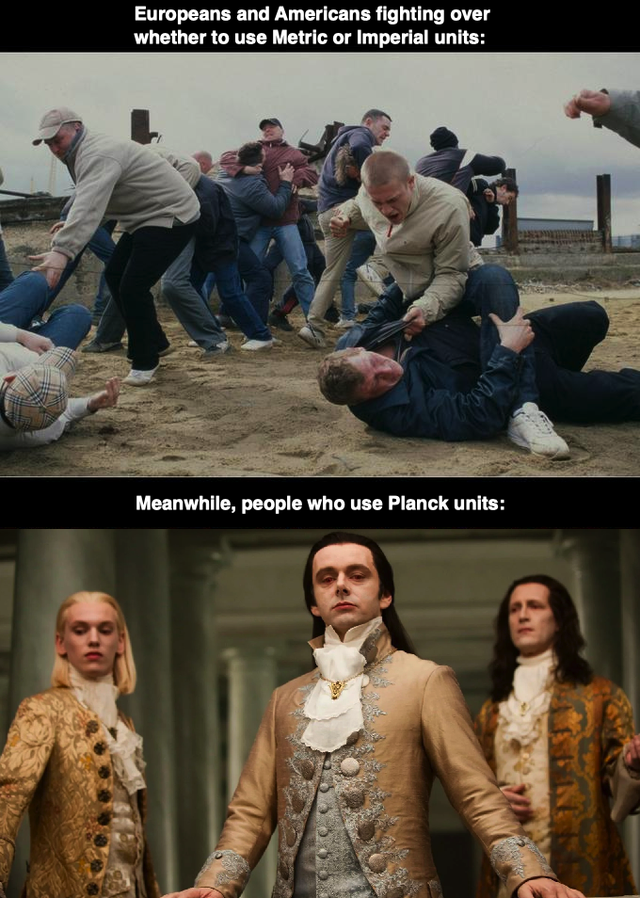 Europeans and Americans fighting over
whether to use Metric or Imperial units:
Meanwhile, people who use Planck units: